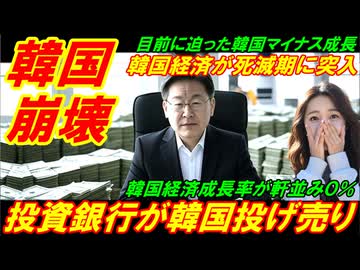 韓国
崩壊
目前に迫った韓国マイナス成長
韓国経済が死滅期に突入
韓国経済成長率が軒並み0%
投資銀行が韓国投げ売り